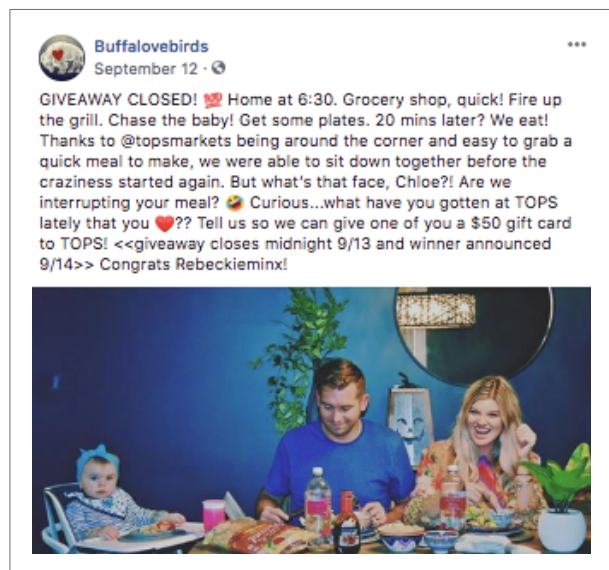 Buffalovebirds
September 12 ·
GIVEAWAY CLOSED! 💯 Home at 6:30. Grocery shop, quick! Fire up
the grill. Chase the baby! Get some plates. 20 mins later? We eat!
Thanks to @topsmarkets being around the corner and easy to grab a
quick meal to make, we were able to sit down together before the
craziness started again. But what's that face, Chloe?! Are we
interrupting your meal? 🤣 Curious...what have you gotten at TOPS
lately that you ❤️?? Tell us so we can give one of you a $50 gift card
to TOPS! <<giveaway closes midnight 9/13 and winner announced
9/14>> Congrats Rebeckieminx!